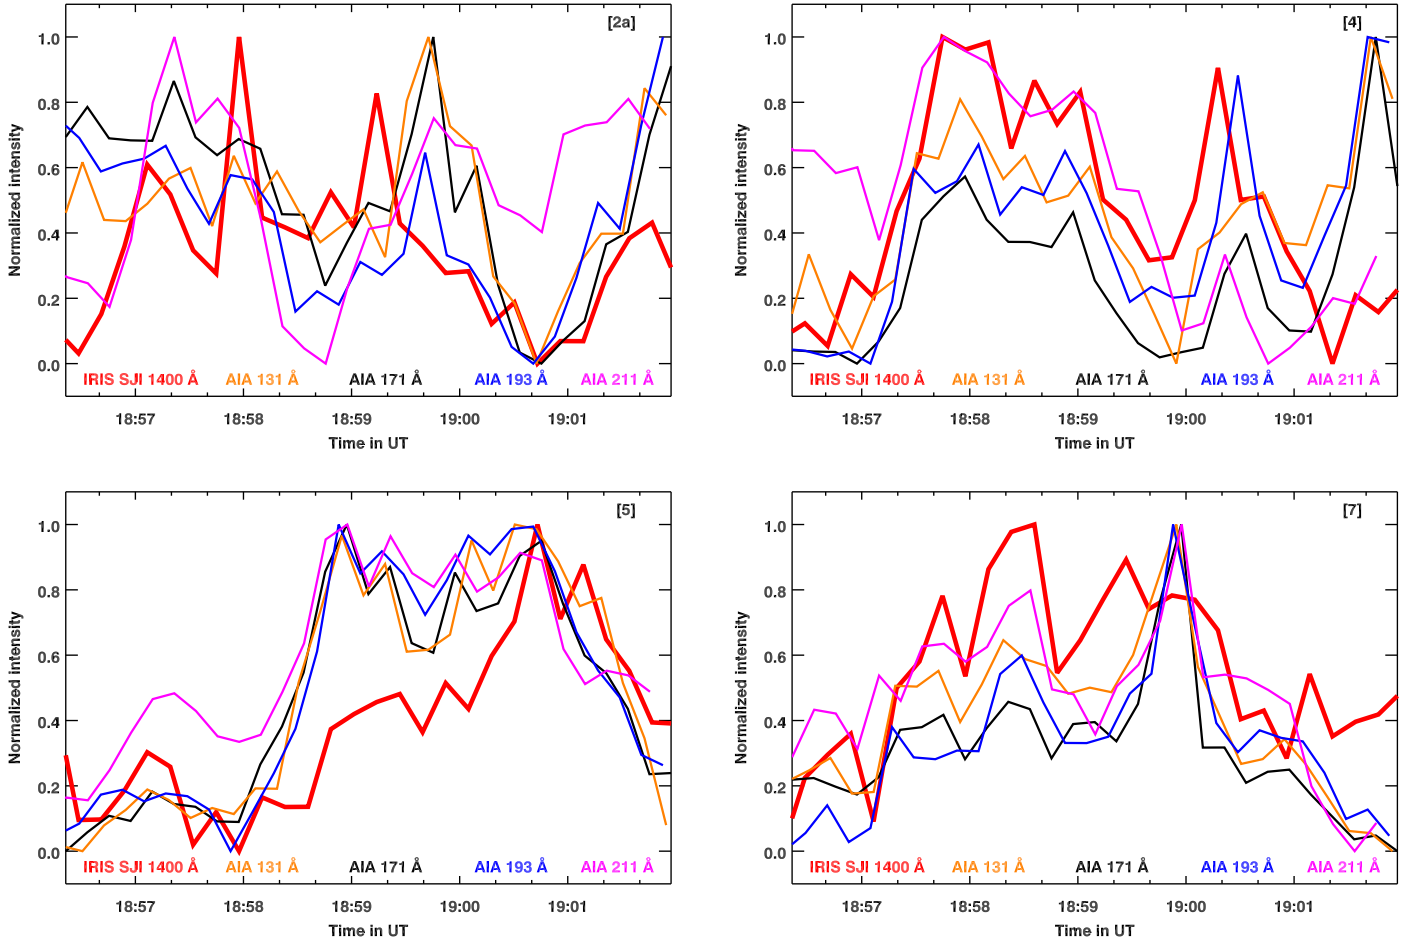 [2a]
1.0
0.8
0.6
0.4
0.2
0.0
Normalized intensity
IRIS SJI 1400 Å AIA 131 Å AIA 171 Å AIA 193 Å AIA 211 Å
18:57 18:58 18:59 19:00 19:01
Time in UT
[4]
1.0
0.8
0.6
0.4
0.2
0.0
Normalized intensity
IRIS SJI 1400 Å AIA 131 Å AIA 171 Å AIA 193 Å AIA 211 Å
18:57 18:58 18:59 19:00 19:01
Time in UT
[5]
1.0
0.8
0.6
0.4
0.2
0.0
Normalized intensity
IRIS SJI 1400 Å AIA 131 Å AIA 171 Å AIA 193 Å AIA 211 Å
18:57 18:58 18:59 19:00 19:01
Time in UT
[7]
1.0
0.8
0.6
0.4
0.2
0.0
Normalized intensity
IRIS SJI 1400 Å AIA 131 Å AIA 171 Å AIA 193 Å AIA 211 Å
18:57 18:58 18:59 19:00 19:01
Time in UT